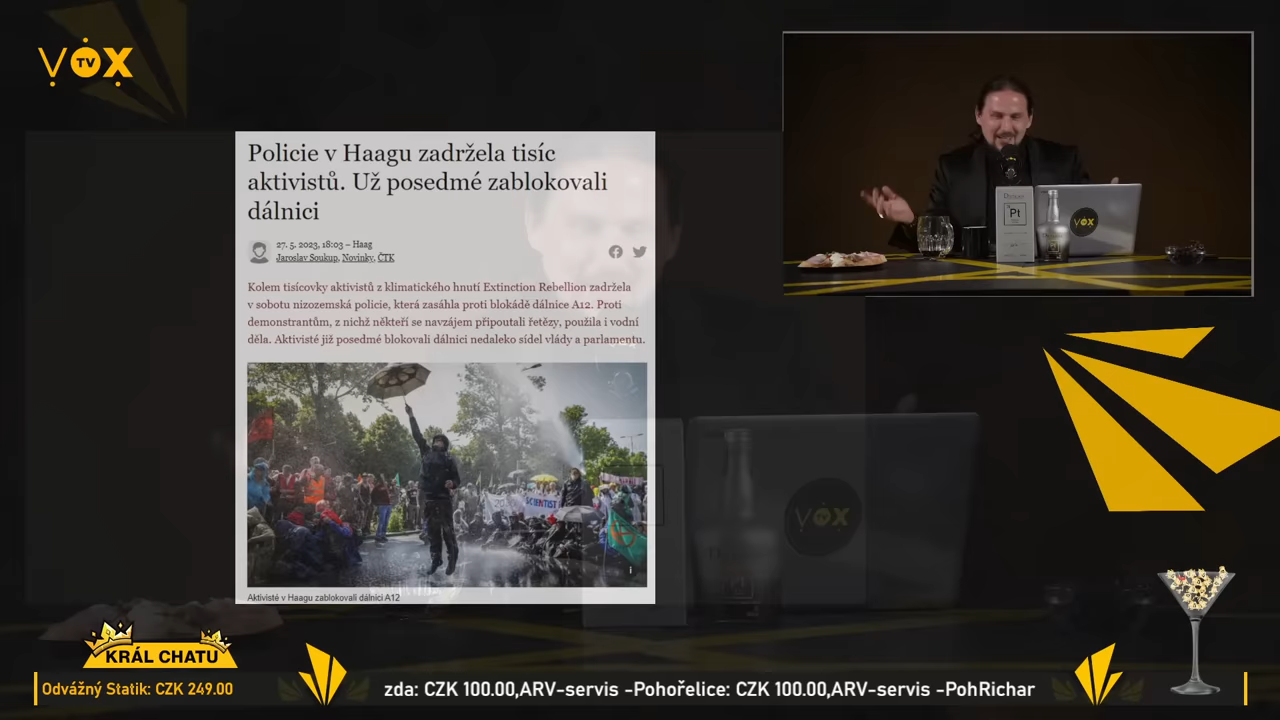 VOX
TV
Policie v Haagu zadržela tisíc
aktivistů. Už posedmé zablokovali
dálnici
27. 5. 2023, 18:03 – Haag
Jaroslav Soukup, Novinky, ČTK
Kolem tisícovky aktivistů z klimatického hnutí Extinction Rebellion zadržela
v sobotu nizozemská policie, která zasáhla proti blokádě dálnice A12. Proti
demonstrantům, z nichž někteří se navzájem připoutali řetězy, použila i vodní
děla. Aktivisté již posedmé blokovali dálnici nedaleko sídel vlády a parlamentu.
SCIENTIST
i
Aktivisté v Haagu zablokovali dálnici A12
Pt
VOX
VOX
KRÁL CHATU
Odvážný Statik: CZK 249.00
zda: CZK 100.00,ARV-servis -Pohořelice: CZK 100.00,ARV-servis -PohRichar